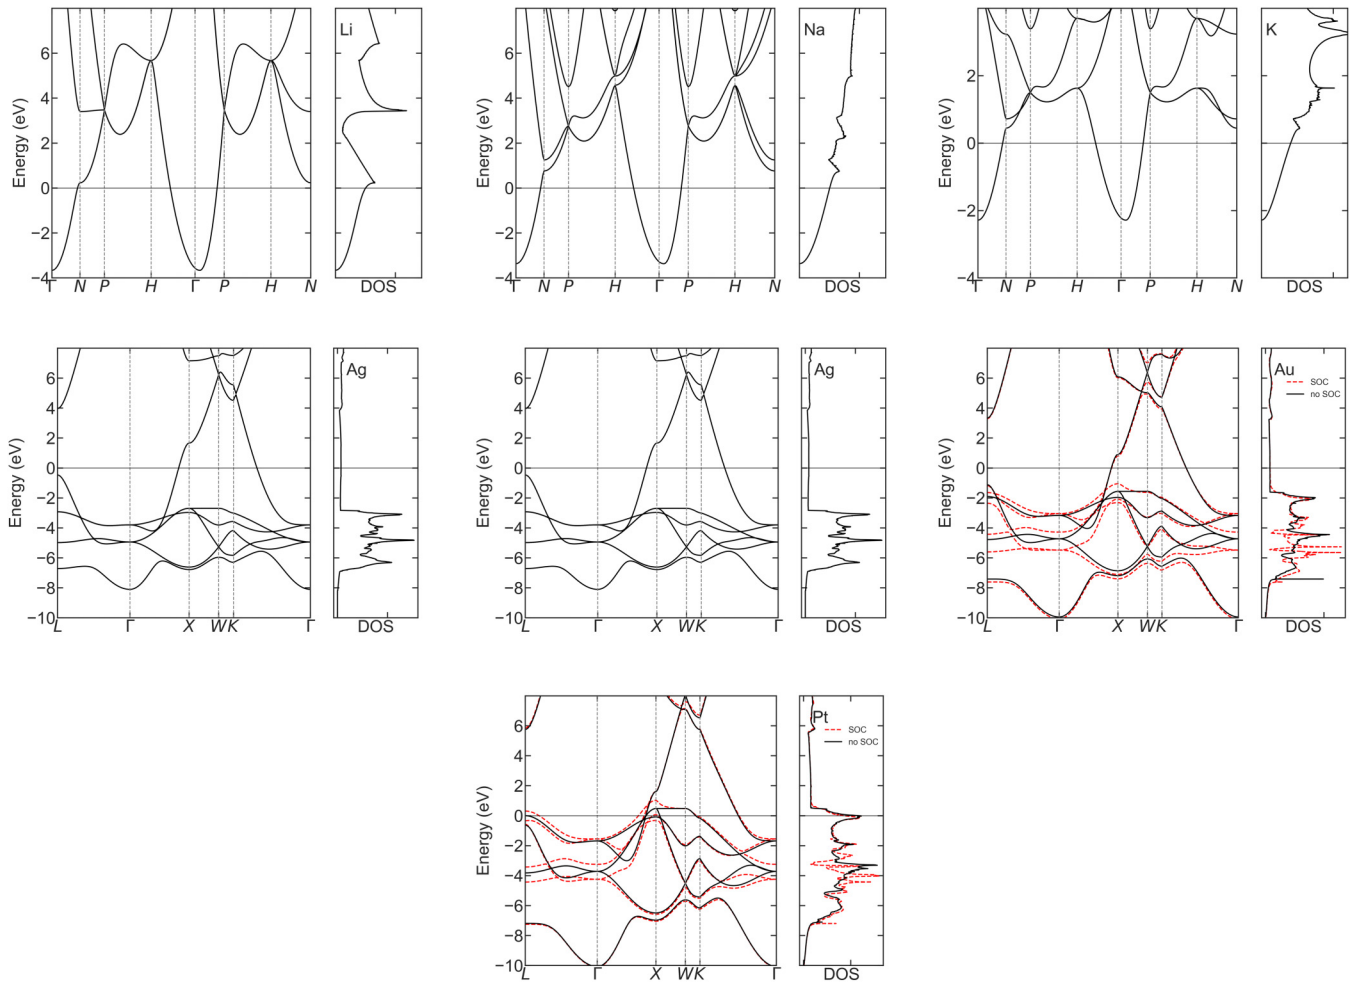 Li
Energy (eV)
6
4
2
0
−2
−4
Γ N P H Γ P H N
DOS
Na
Energy (eV)
6
4
2
0
−2
−4
Γ N P H Γ P H N
DOS
K
Energy (eV)
2
0
−2
−4
Γ N P H Γ P H N
DOS
Ag
Energy (eV)
6
4
2
0
−2
−4
−6
−8
−10
L Γ X W K Γ
DOS
Ag
Energy (eV)
6
4
2
0
−2
−4
−6
−8
−10
L Γ X W K Γ
DOS
Au
SOC
no SOC
Energy (eV)
6
4
2
0
−2
−4
−6
−8
−10
L Γ X W K Γ
DOS
Pt
SOC
no SOC
Energy (eV)
6
4
2
0
−2
−4
−6
−8
−10
L Γ X W K Γ
DOS